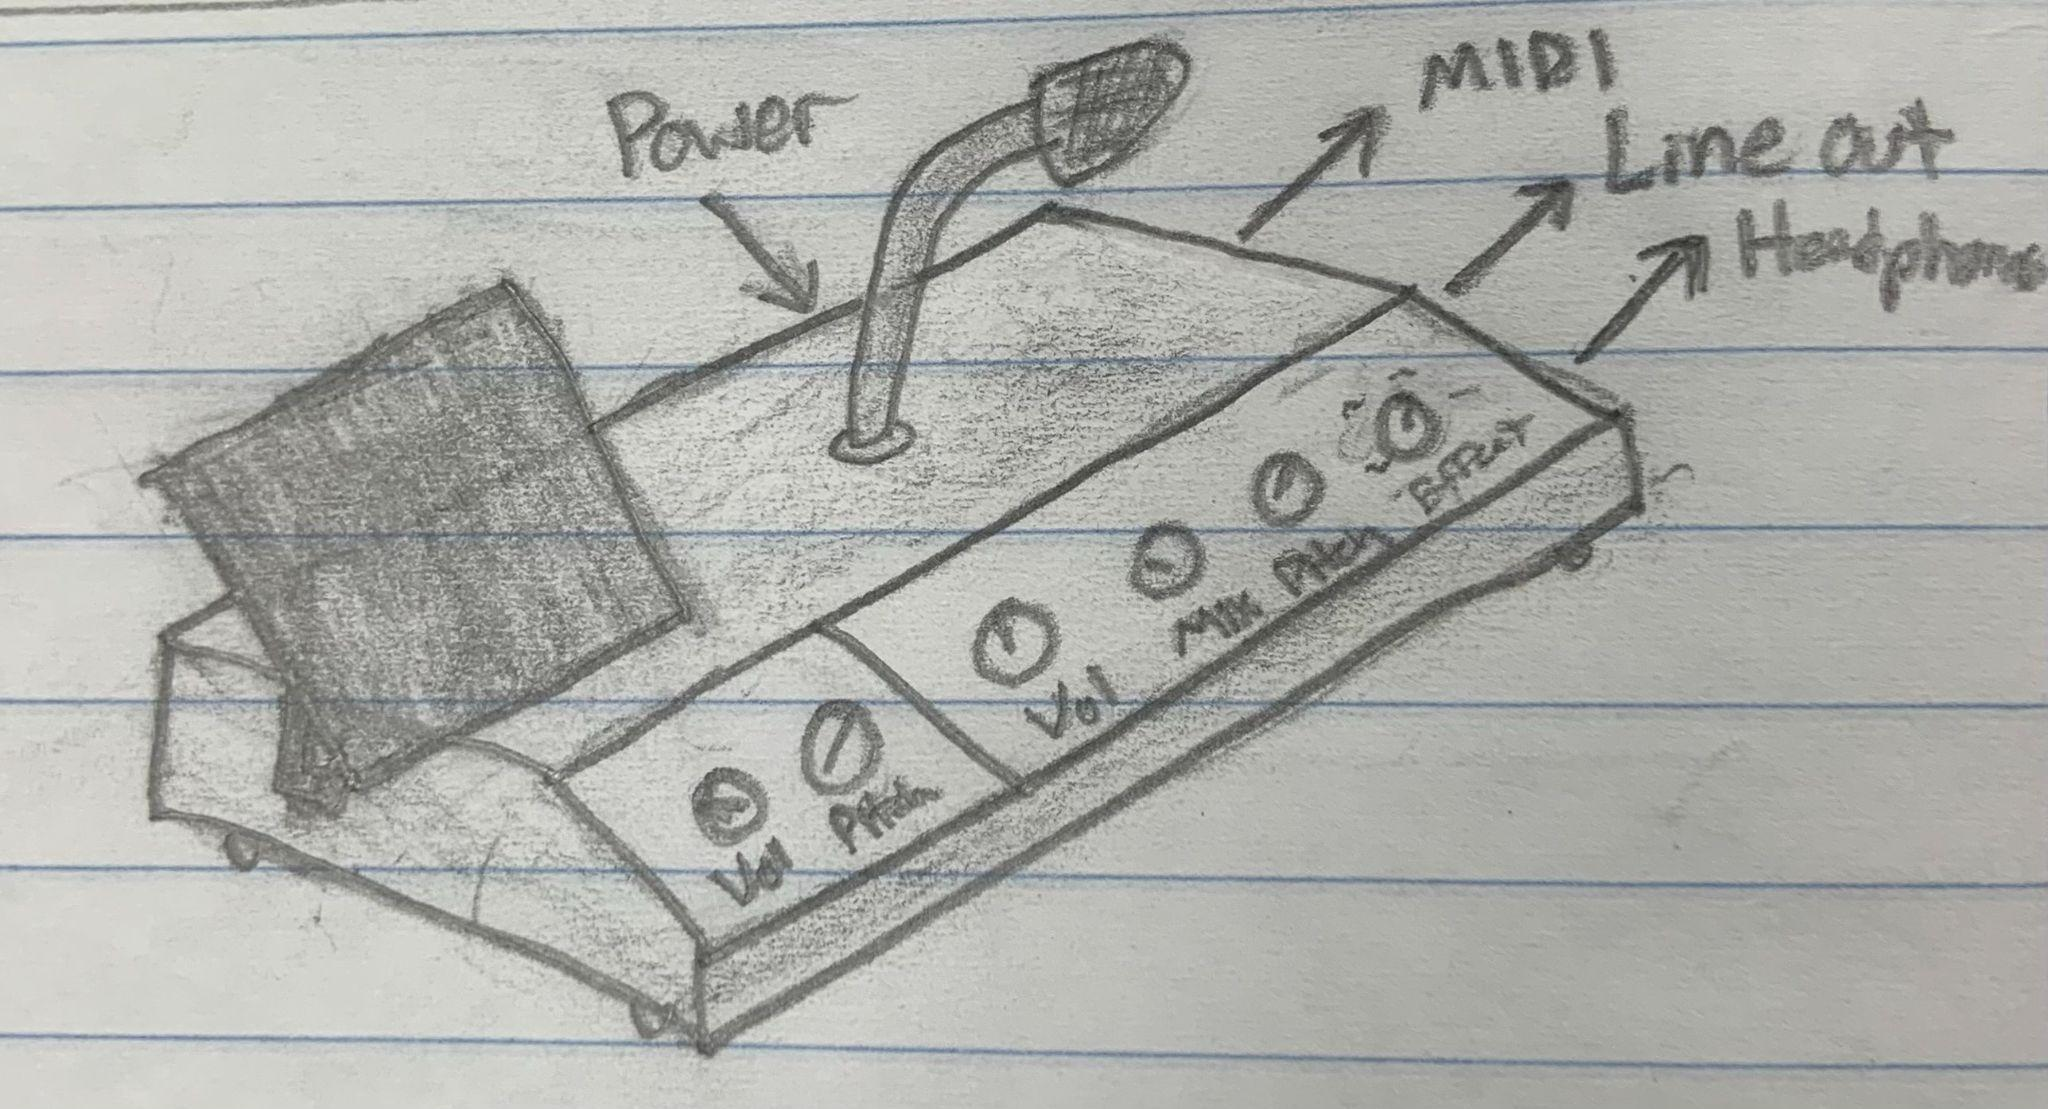 Power
MIDI
Line out
Headphones
Vol
Pitch
Vol
MIX
Pitch
Effect